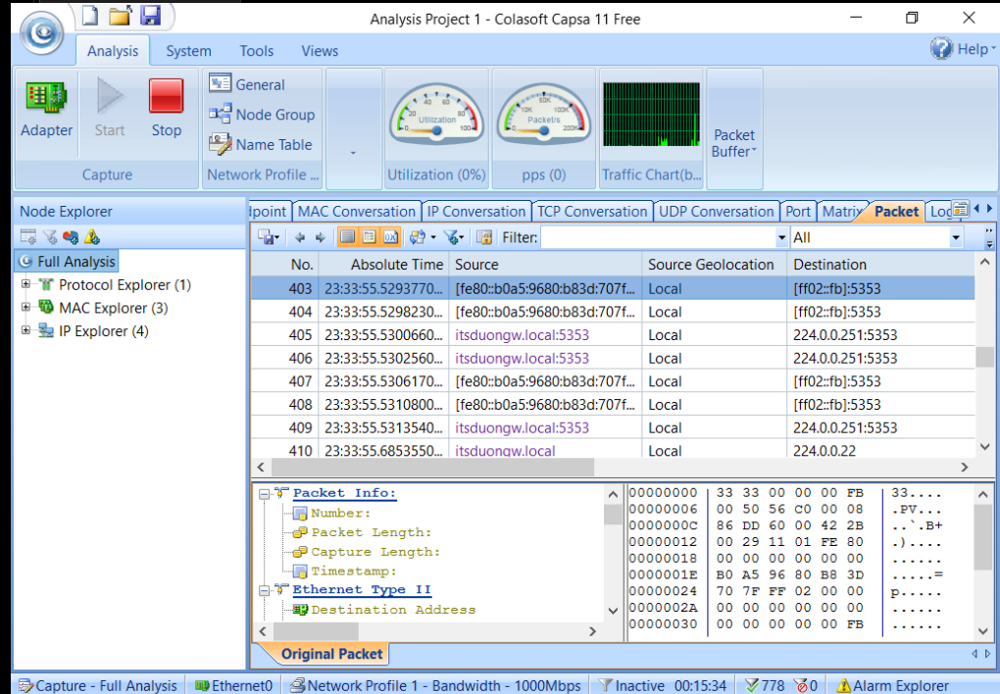 Analysis Project 1 - Colasoft Capsa 11 Free
Analysis System Tools Views Help
Adapter Start Stop
Capture
General
Node Group
Name Table
Network Profile ...
20 40 60 80
Utilization
0 100
Utilization (0%)
10K 50K 100K
Packet/s
0 200K
pps (0)
Traffic Chart(b...
Packet
Buffer
Node Explorer
Full Analysis
Protocol Explorer (1)
MAC Explorer (3)
IP Explorer (4)
lpoint MAC Conversation IP Conversation TCP Conversation UDP Conversation Port Matrix Packet Log
Filter: All
No. Absolute Time Source Source Geolocation Destination
403 23:33:55.5293770... [fe80::b0a5:9680:b83d:707f... Local [ff02::fb]:5353
404 23:33:55.5298230... [fe80::b0a5:9680:b83d:707f... Local [ff02::fb]:5353
405 23:33:55.5300660... itsduongw.local:5353 Local 224.0.0.251:5353
406 23:33:55.5302560... itsduongw.local:5353 Local 224.0.0.251:5353
407 23:33:55.5306170... [fe80::b0a5:9680:b83d:707f... Local [ff02::fb]:5353
408 23:33:55.5310800... [fe80::b0a5:9680:b83d:707f... Local [ff02::fb]:5353
409 23:33:55.5313540... itsduongw.local:5353 Local 224.0.0.251:5353
410 23:33:55.6853550... itsduongw.local Local 224.0.0.22
Packet Info:
Number:
Packet Length:
Capture Length:
Timestamp:
Ethernet Type II
Destination Address
00000000 33 33 00 00 00 FB 33....
00000006 00 50 56 C0 00 08 .PV...
0000000C 86 DD 60 00 42 2B ..`.B+
00000012 00 29 11 01 FE 80 .)....
00000018 00 00 00 00 00 00 ......
0000001E B0 A5 96 80 B8 3D .....=
00000024 70 7F FF 02 00 00 p.....
0000002A 00 00 00 00 00 00 ......
00000030 00 00 00 00 00 FB ......
Original Packet
Capture - Full Analysis Ethernet0 Network Profile 1 - Bandwidth - 1000Mbps Inactive 00:15:34 778 0 Alarm Explorer